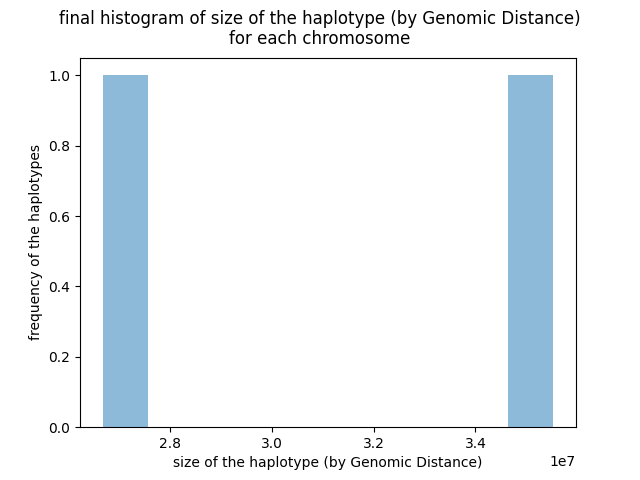 final histogram of size of the haplotype (by Genomic Distance)
for each chromosome
1.0
0.8
0.6
0.4
0.2
0.0
frequency of the haplotypes
2.8 3.0 3.2 3.4
1e7
size of the haplotype (by Genomic Distance)